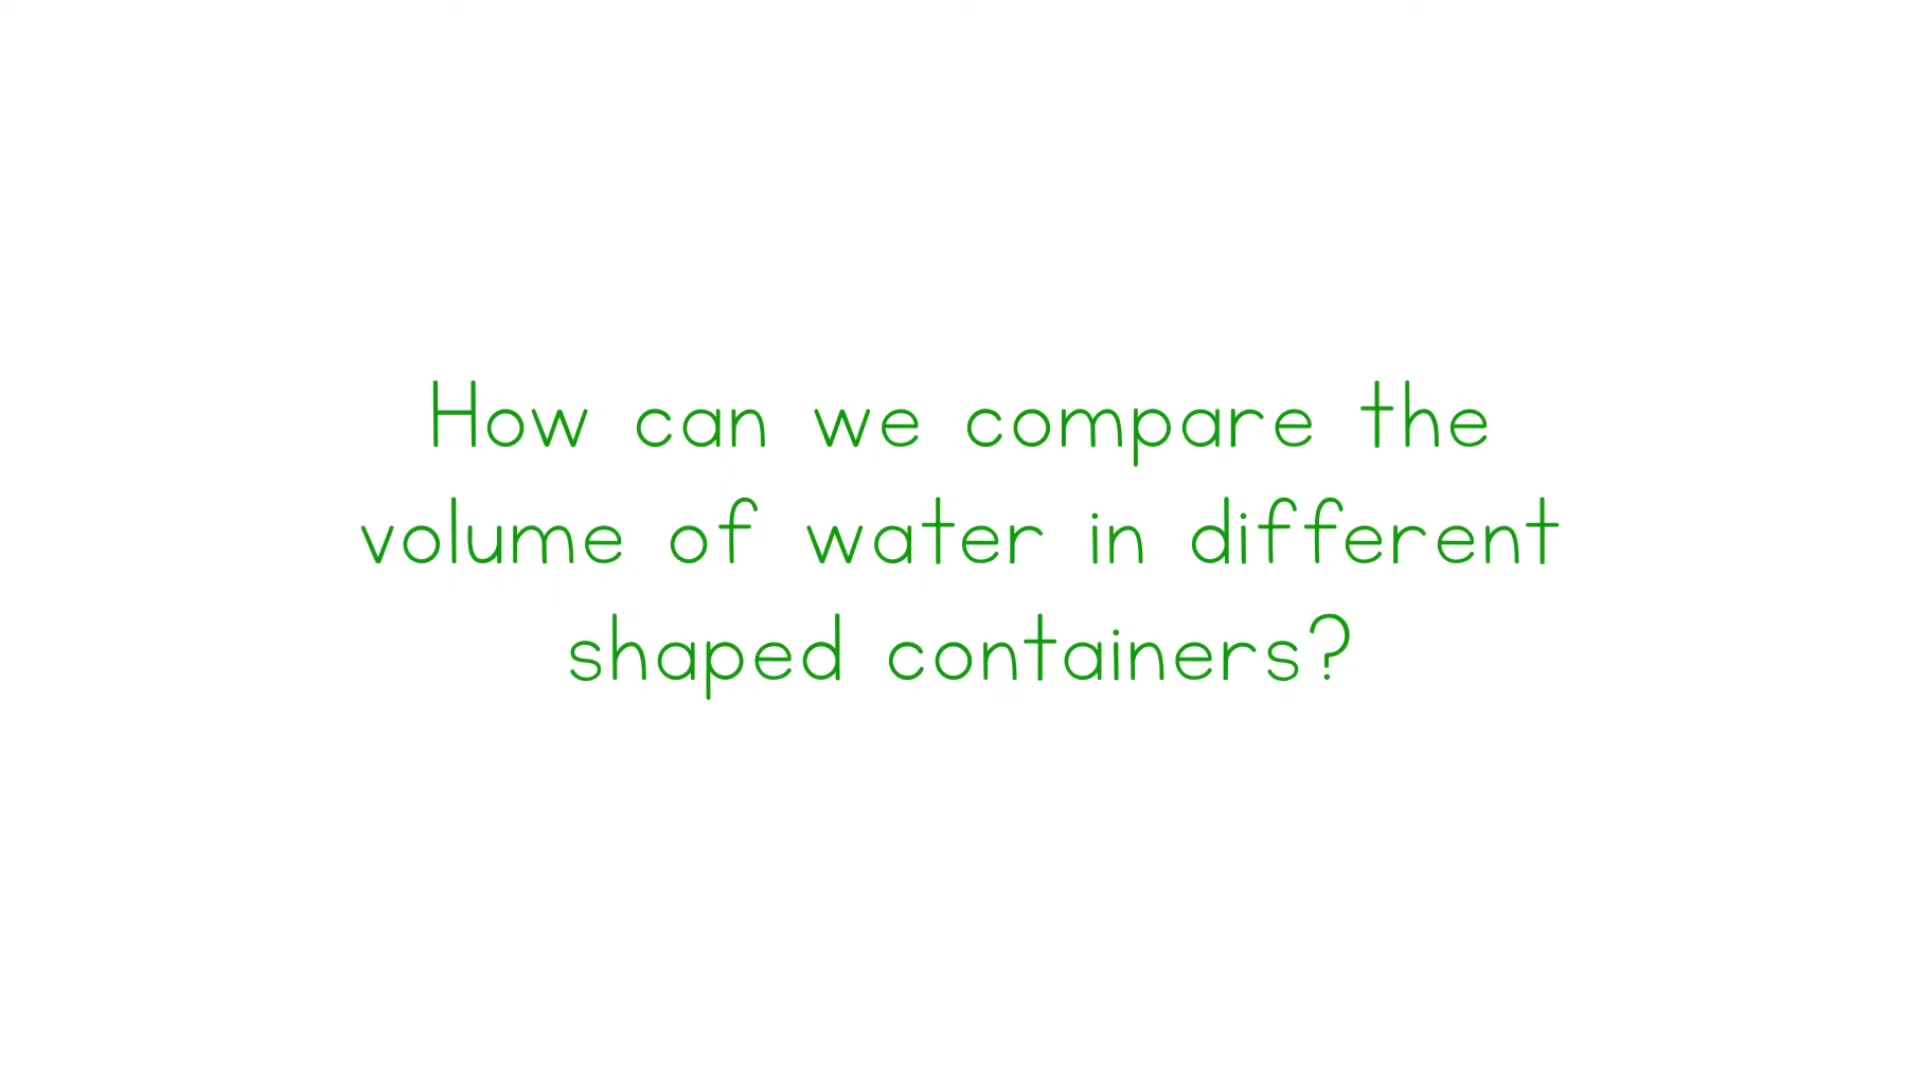 How can we compare the
volume of water in different
shaped containers?